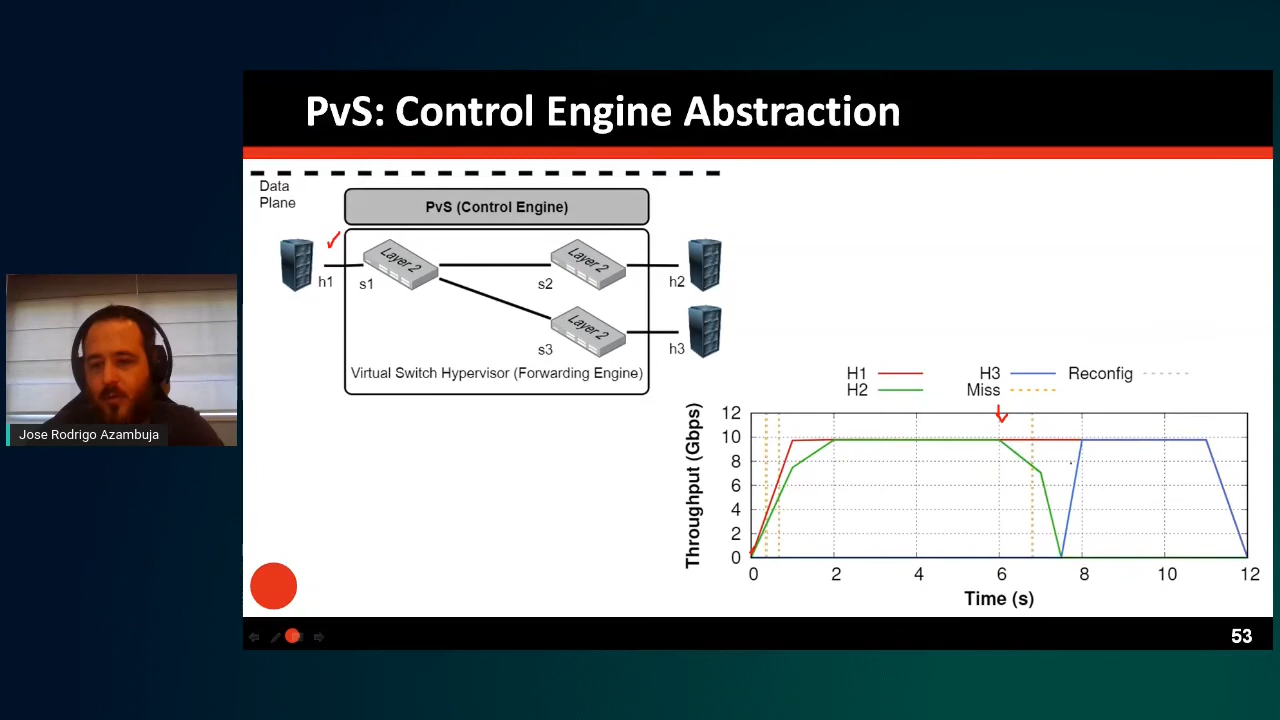 PvS: Control Engine Abstraction
Data
Plane
PvS (Control Engine)
Layer 2
Layer 2
h1
s1
s2
h2
Layer 2
s3
h3
Virtual Switch Hypervisor (Forwarding Engine)
Jose Rodrigo Azambuja
H1
H3
Reconfig
H2
Miss
Throughput (Gbps)
12
10
8
6
4
2
0
0
2
4
6
8
10
12
Time (s)
53